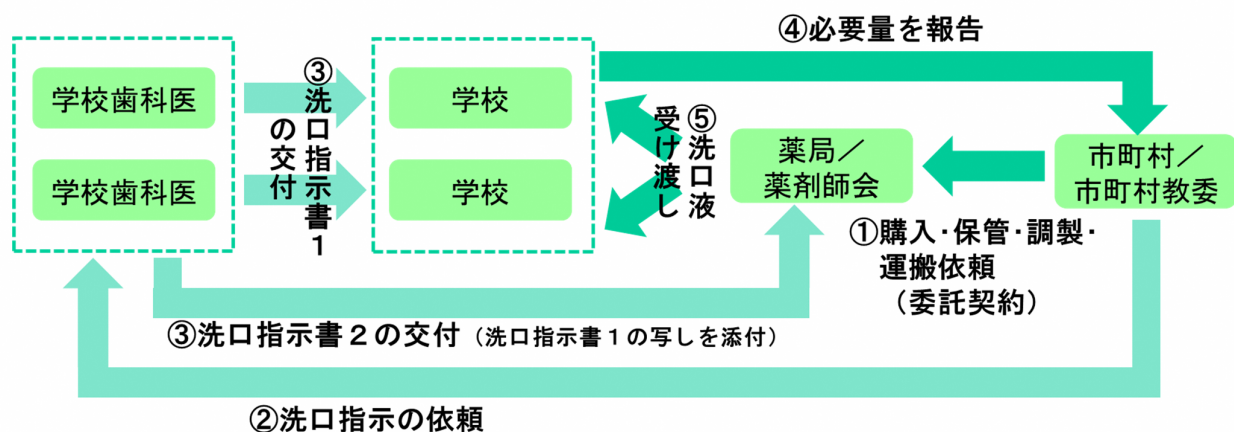 ④必要量を報告
学校歯科医
学校歯科医
③洗口指示書１
の交付
学校
学校
⑤洗口液
受け渡し
薬局／
薬剤師会
市町村／
市町村教委
①購入・保管・調製・
運搬依頼
（委託契約）
③洗口指示書２の交付（洗口指示書１の写しを添付）
②洗口指示の依頼